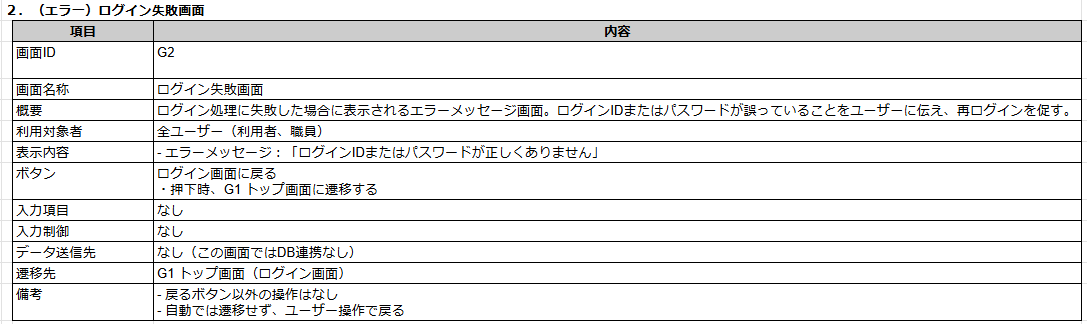 ２．（エラー）ログイン失敗画面
項目 内容
画面ID G2
画面名称 ログイン失敗画面
概要 ログイン処理に失敗した場合に表示されるエラーメッセージ画面。ログインIDまたはパスワードが誤っていることをユーザーに伝え、再ログインを促す。
利用対象者 全ユーザー（利用者、職員）
表示内容 - エラーメッセージ：「ログインIDまたはパスワードが正しくありません」
ボタン ログイン画面に戻る
・押下時、G1 トップ画面に遷移する
入力項目 なし
入力制御 なし
データ送信先 なし（この画面ではDB連携なし）
遷移先 G1 トップ画面（ログイン画面）
備考 - 戻るボタン以外の操作はなし
- 自動では遷移せず、ユーザー操作で戻る